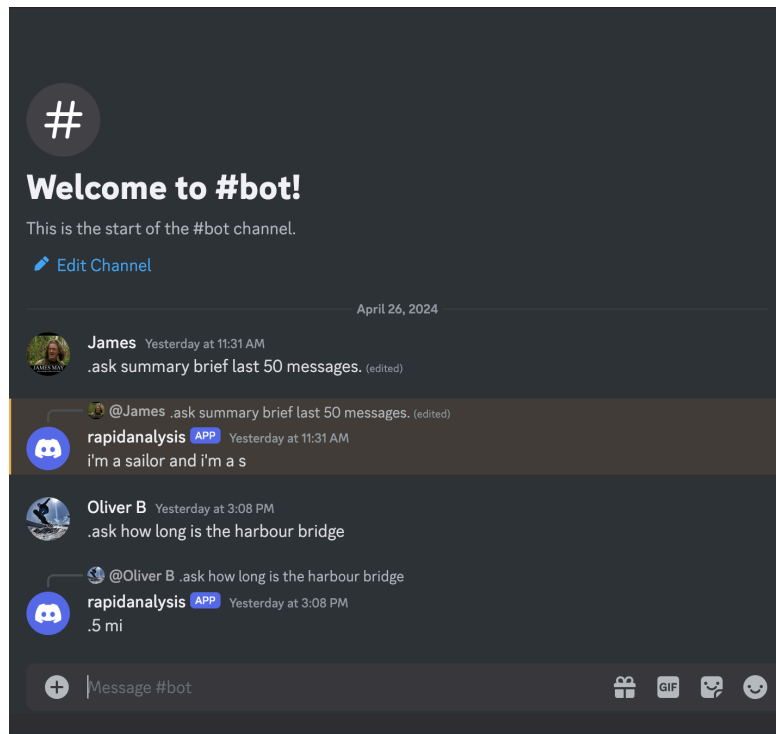 #
Welcome to #bot!
This is the start of the #bot channel.
Edit Channel
April 26, 2024
James Yesterday at 11:31 AM
.ask summary brief last 50 messages. (edited)
JAMES MAY
@James .ask summary brief last 50 messages. (edited)
rapidanalysis APP Yesterday at 11:31 AM
i'm a sailor and i'm a s
Oliver B Yesterday at 3:08 PM
.ask how long is the harbour bridge
@Oliver B .ask how long is the harbour bridge
rapidanalysis APP Yesterday at 3:08 PM
.5 mi
Message #bot
GIF